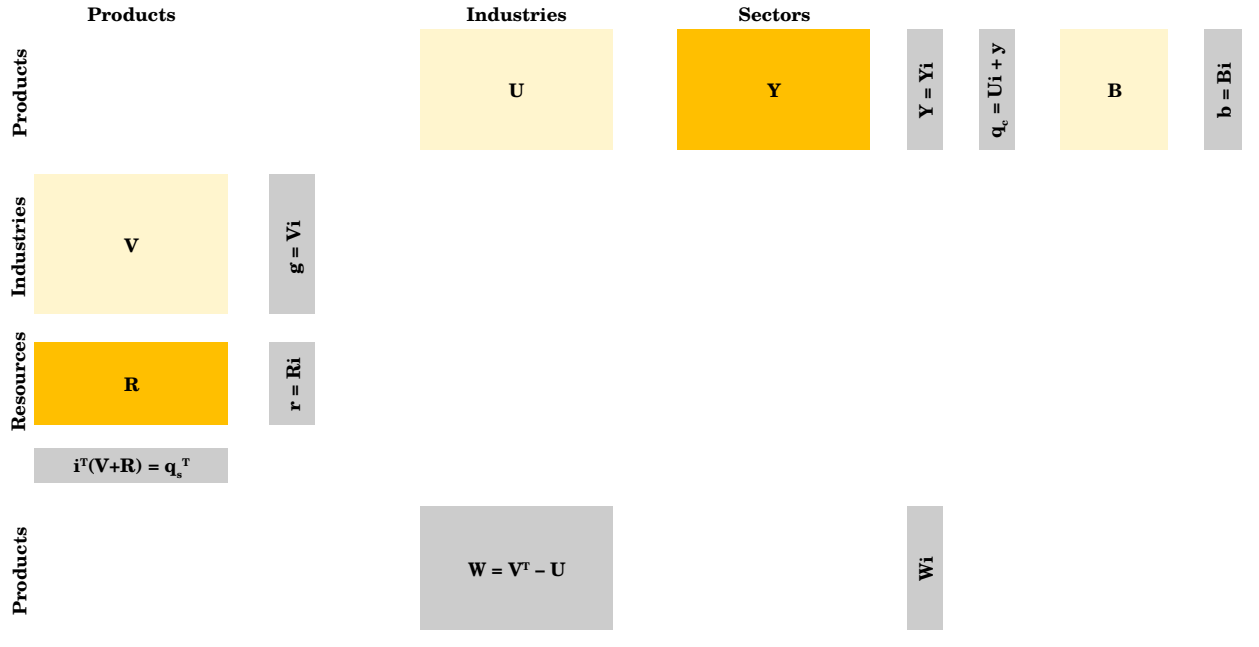 Products
Industries
Sectors
Products
U
Y
Y = Yi
q_c = Ui + y
B
b = Bi
Industries
V
g = Vi
Resources
R
r = Ri
i^T(V+R) = q_s^T
Products
W = V^T – U
Wi